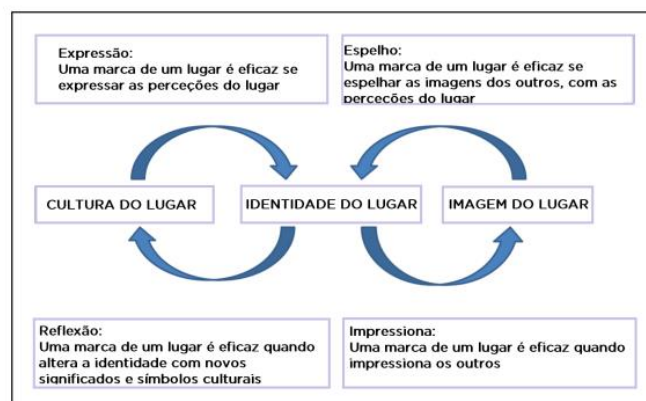 Expressão:
Uma marca de um lugar é eficaz se
expressar as perceções do lugar
Espelho:
Uma marca de um lugar é eficaz se
espelhar as imagens dos outros, com as
perceções do lugar
CULTURA DO LUGAR
IDENTIDADE DO LUGAR
IMAGEM DO LUGAR
Reflexão:
Uma marca de um lugar é eficaz quando
altera a identidade com novos
significados e símbolos culturais
Impressiona:
Uma marca de um lugar é eficaz quando
impressiona os outros